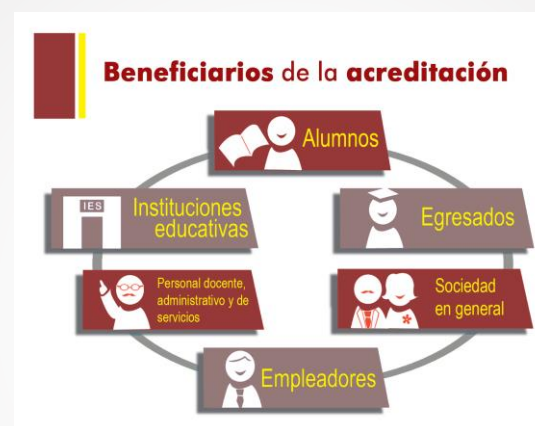 Beneficiarios de la acreditación
Alumnos
IES
Instituciones
educativas
Egresados
Personal docente,
administrativo y de
servicios
Sociedad
en general
Empleadores